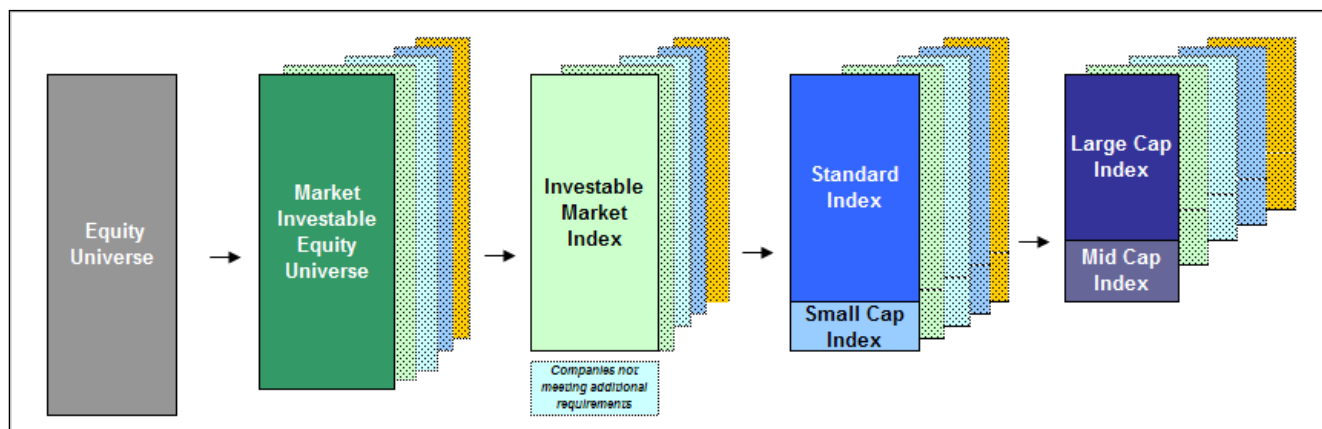 Equity
Universe
Market
Investable
Equity
Universe
Investable
Market
Index
Companies not
meeting additional
requirements
Standard
Index
Small Cap
Index
Large Cap
Index
Mid Cap
Index